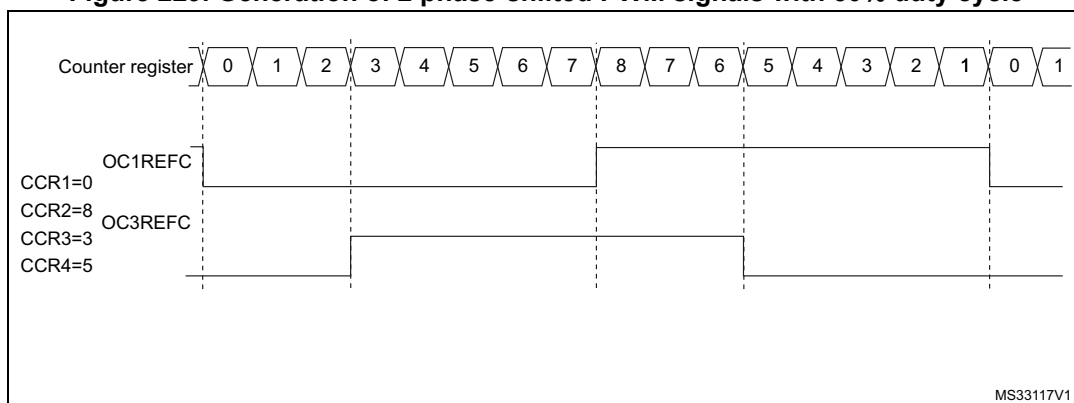 Figure 229. Generation of 2 phase-shifted PWM signals with 50% duty cycle
Counter register 0 1 2 3 4 5 6 7 8 7 6 5 4 3 2 1 0 1
OC1REFC
CCR1=0
CCR2=8
OC3REFC
CCR3=3
CCR4=5
MS33117V1